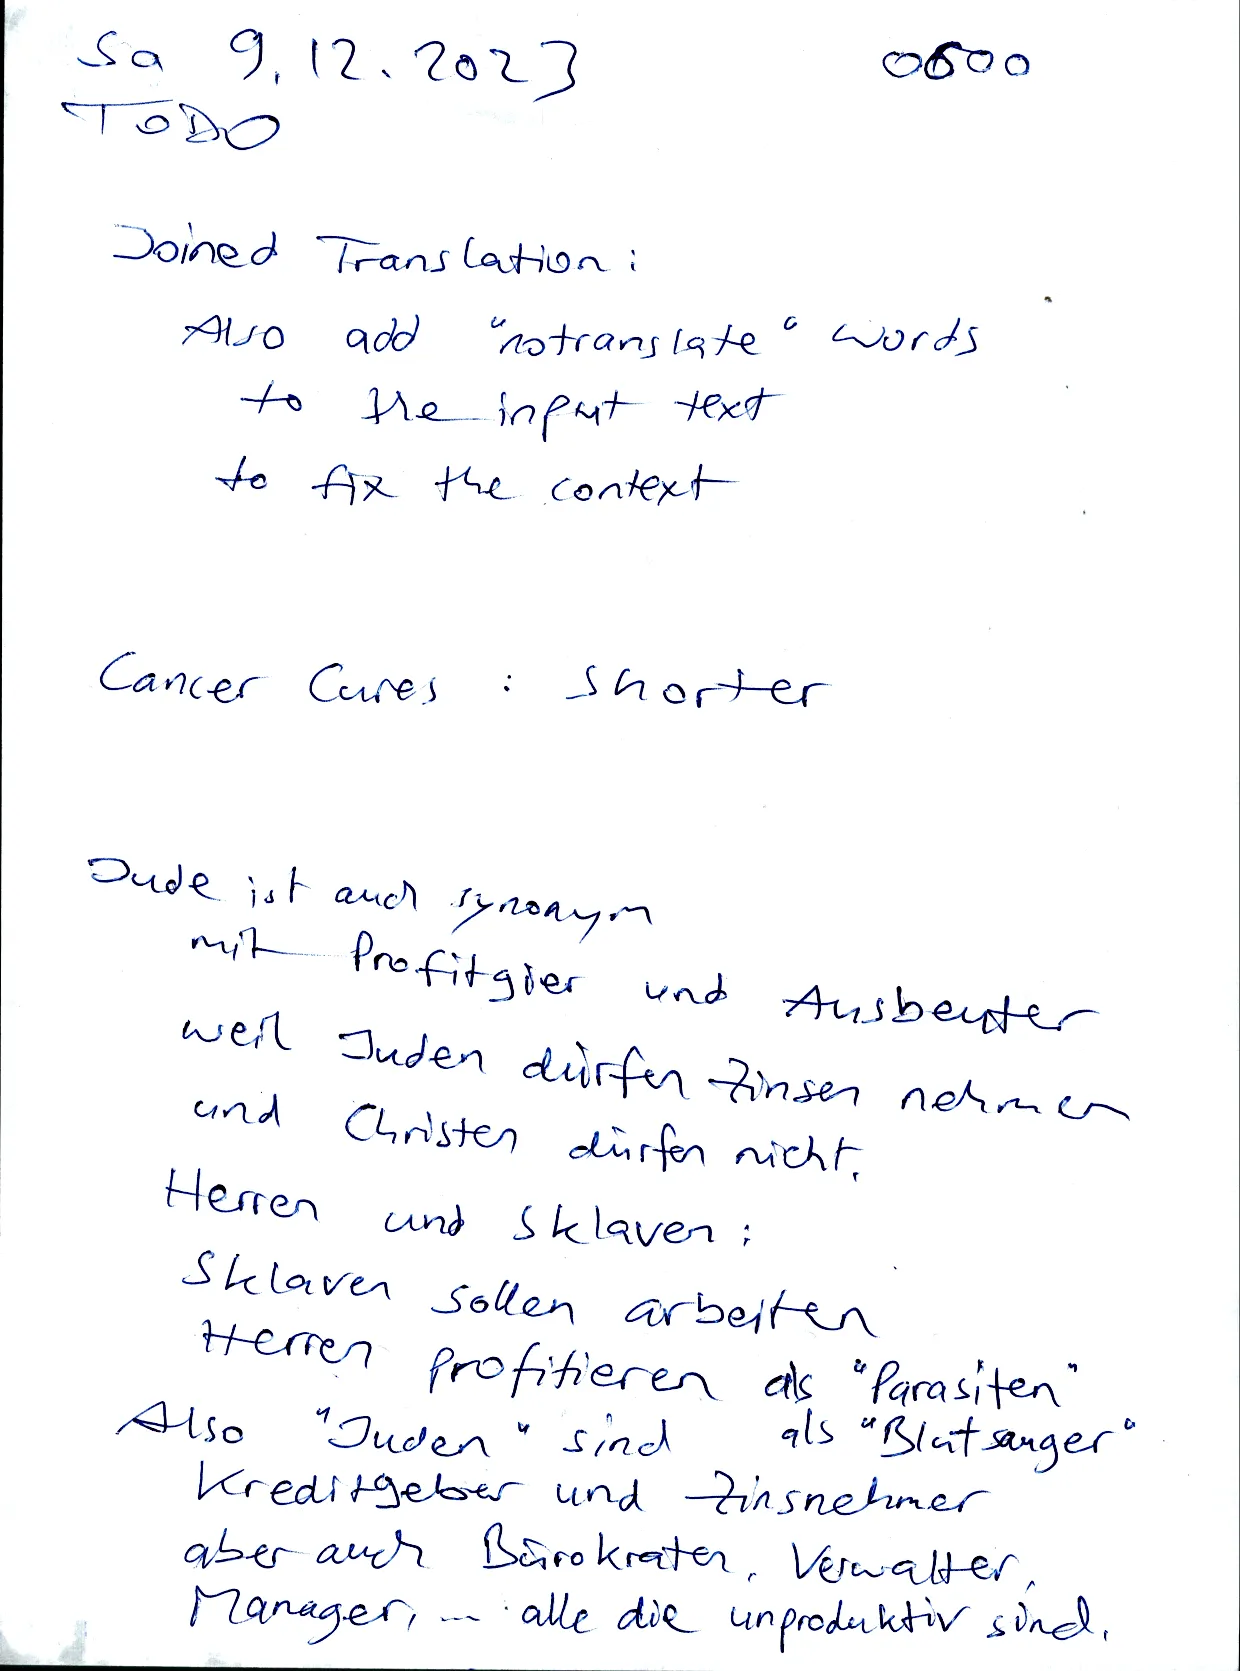 Sa 9.12.2023 0600
TODO
Joined Translation:
Also add "notranslate" words
to the input text
to fix the context
Cancer Cures : shorter
Jude ist auch synonym
mit Profitgier und Ausbeuter
weil Juden dürfen Zinsen nehmen
und Christen dürfen nicht.
Herren und Sklaven:
Sklaven sollen arbeiten
Herren profitieren als "Parasiten"
als "Blutsauger"
Also "Juden" sind
Kreditgeber und Zinsnehmer
aber auch Bürokraten, Verwalter,
Manager, ... alle die unproduktiv sind.